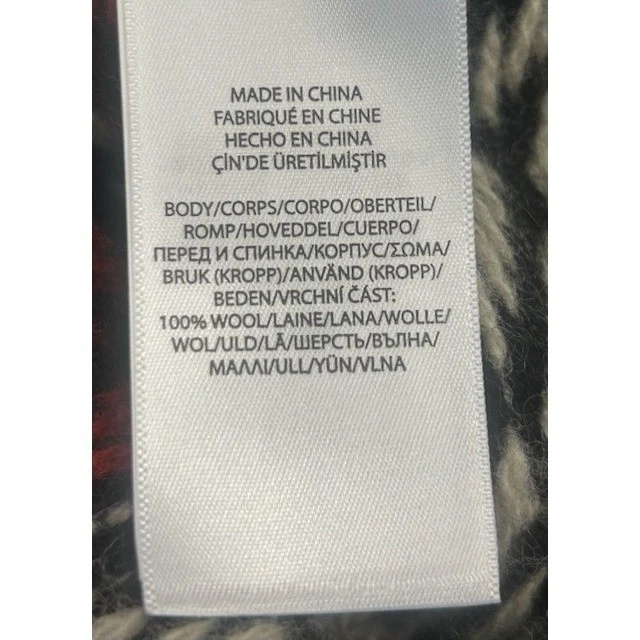 MADE IN CHINA
FABRIQUÉ EN CHINE
HECHO EN CHINA
ÇİN'DE ÜRETİLMİŞTİR
BODY/CORPS/CORPO/OBERTEIL/
ROMP/HOVEDDEL/CUERPO/
ПЕРЕД И СПИНКА/КОРПУС/ΣΩΜΑ/
BRUK (KROPP)/ANVÄND (KROPP)/
BEDEN/VRCHNÍ ČÁST:
100% WOOL/LAINE/LANA/WOLLE/
WOL/ULD/LÃ/ШЕРСТЬ/ВЪЛНА/
ΜΑΛΛΙ/ULL/YÜN/VLNA